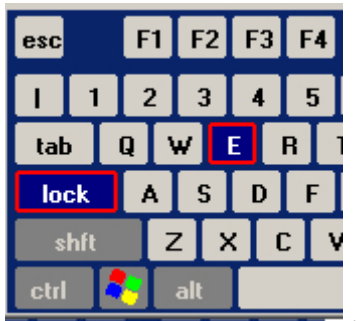 esc F1 F2 F3 F4
| 1 2 3 4 5
tab Q W E R
lock A S D F
shft Z X C
ctrl alt